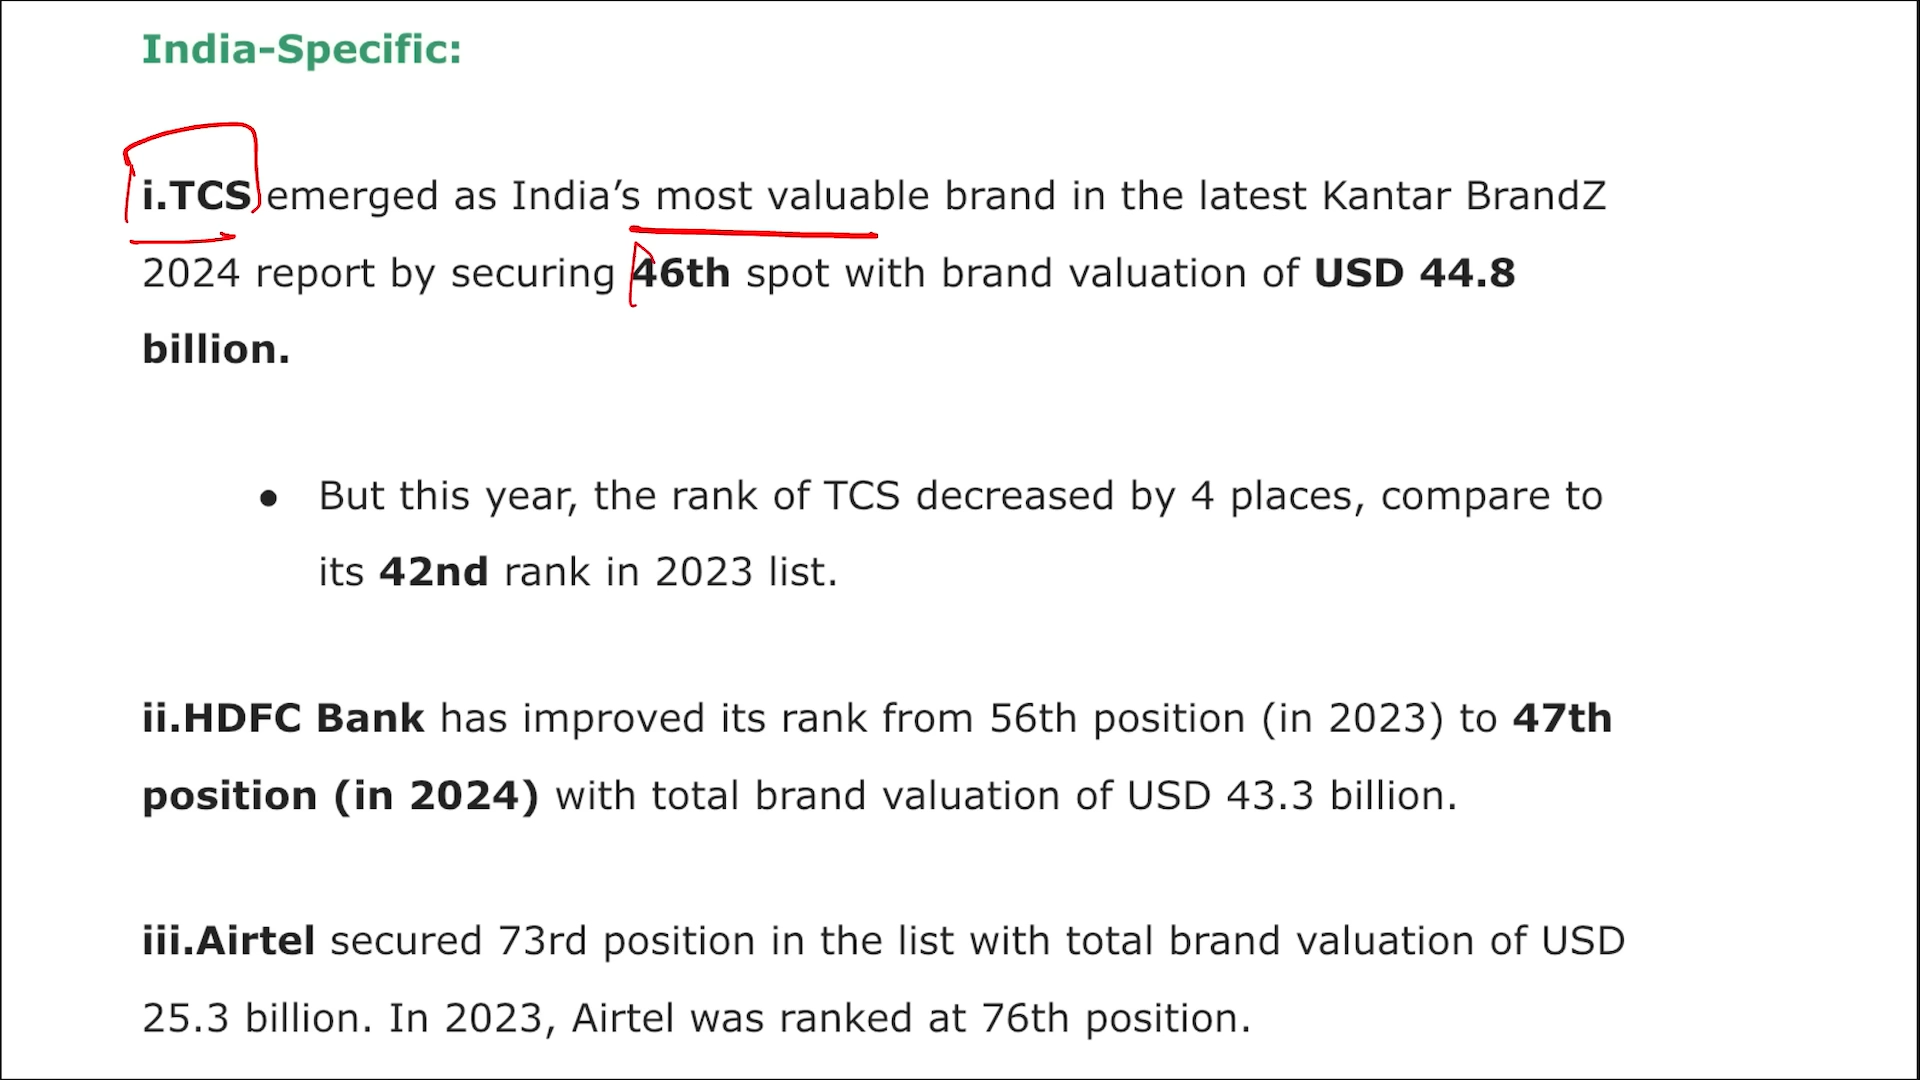 India-Specific:
i.TCS emerged as India’s most valuable brand in the latest Kantar BrandZ
2024 report by securing 46th spot with brand valuation of USD 44.8
billion.
● But this year, the rank of TCS decreased by 4 places, compare to
its 42nd rank in 2023 list.
ii.HDFC Bank has improved its rank from 56th position (in 2023) to 47th
position (in 2024) with total brand valuation of USD 43.3 billion.
iii.Airtel secured 73rd position in the list with total brand valuation of USD
25.3 billion. In 2023, Airtel was ranked at 76th position.